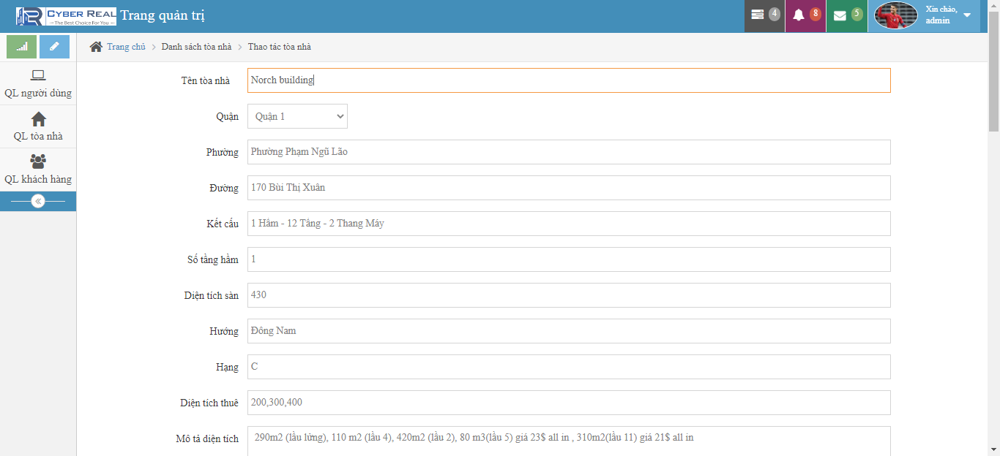 CYBER REAL
The Best Choice For You
Trang quản trị
4
8
5
Xin chào,
admin
Trang chủ
Danh sách tòa nhà
Thao tác tòa nhà
QL người dùng
QL tòa nhà
QL khách hàng
Tên tòa nhà
Norch building
Quận
Quận 1
Phường
Phường Phạm Ngũ Lão
Đường
170 Bùi Thị Xuân
Kết cấu
1 Hầm - 12 Tầng - 2 Thang Máy
Số tầng hầm
1
Diện tích sàn
430
Hướng
Đông Nam
Hạng
C
Diện tích thuê
200,300,400
Mô tả diện tích
290m2 (lầu lửng), 110 m2 (lầu 4), 420m2 (lầu 2), 80 m3(lầu 5) giá 23$ all in , 310m2(lầu 11) giá 21$ all in